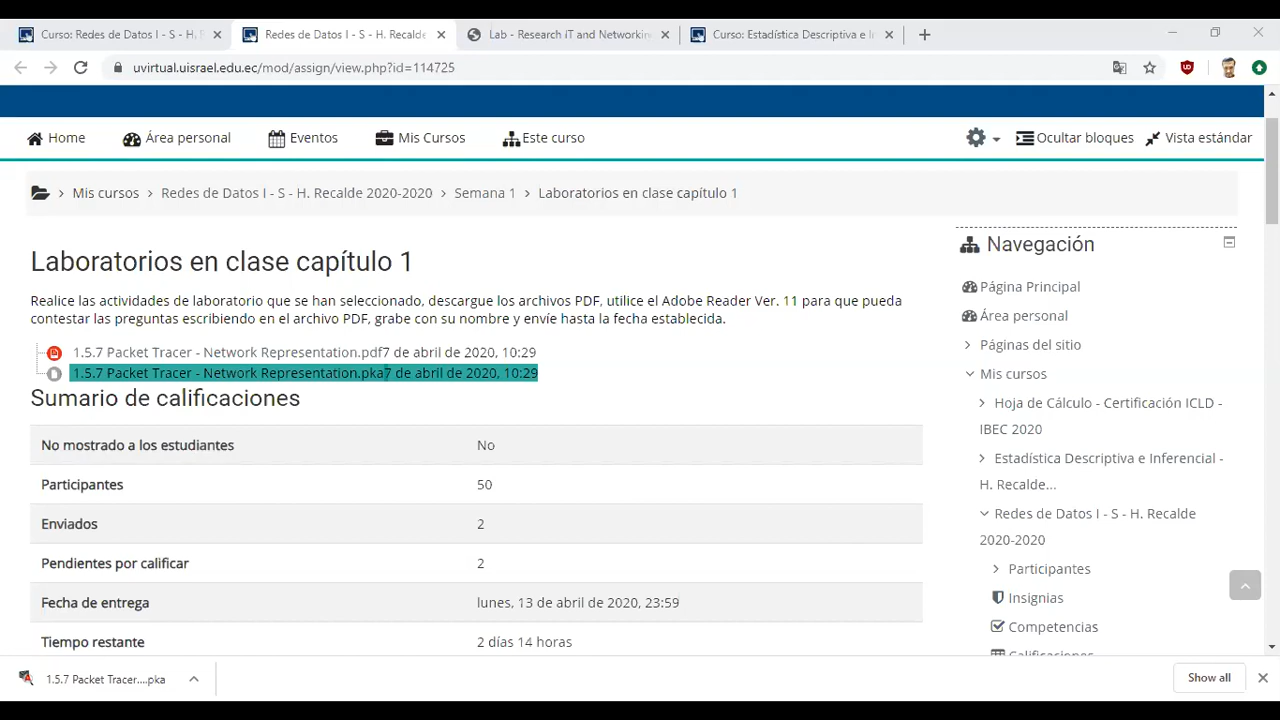 Curso: Redes de Datos I - S - H. R
Redes de Datos I - S - H. Recalde
Lab - Research IT and Networkin
Curso: Estadística Descriptiva e I
uvirtual.uisrael.edu.ec/mod/assign/view.php?id=114725
Home
Área personal
Eventos
Mis Cursos
Este curso
Ocultar bloques
Vista estándar
Mis cursos
Redes de Datos I - S - H. Recalde 2020-2020
Semana 1
Laboratorios en clase capítulo 1
Laboratorios en clase capítulo 1
Realice las actividades de laboratorio que se han seleccionado, descargue los archivos PDF, utilice el Adobe Reader Ver. 11 para que pueda
contestar las preguntas escribiendo en el archivo PDF, grabe con su nombre y envíe hasta la fecha establecida.
1.5.7 Packet Tracer - Network Representation.pdf7 de abril de 2020, 10:29
1.5.7 Packet Tracer - Network Representation.pka7 de abril de 2020, 10:29
Sumario de calificaciones
No mostrado a los estudiantes No
Participantes 50
Enviados 2
Pendientes por calificar 2
Fecha de entrega lunes, 13 de abril de 2020, 23:59
Tiempo restante 2 días 14 horas
Navegación
Página Principal
Área personal
Páginas del sitio
Mis cursos
Hoja de Cálculo - Certificación ICLD -
IBEC 2020
Estadística Descriptiva e Inferencial -
H. Recalde...
Redes de Datos I - S - H. Recalde
2020-2020
Participantes
Insignias
Competencias
Calificaciones
1.5.7 Packet Tracer....pka
Show all